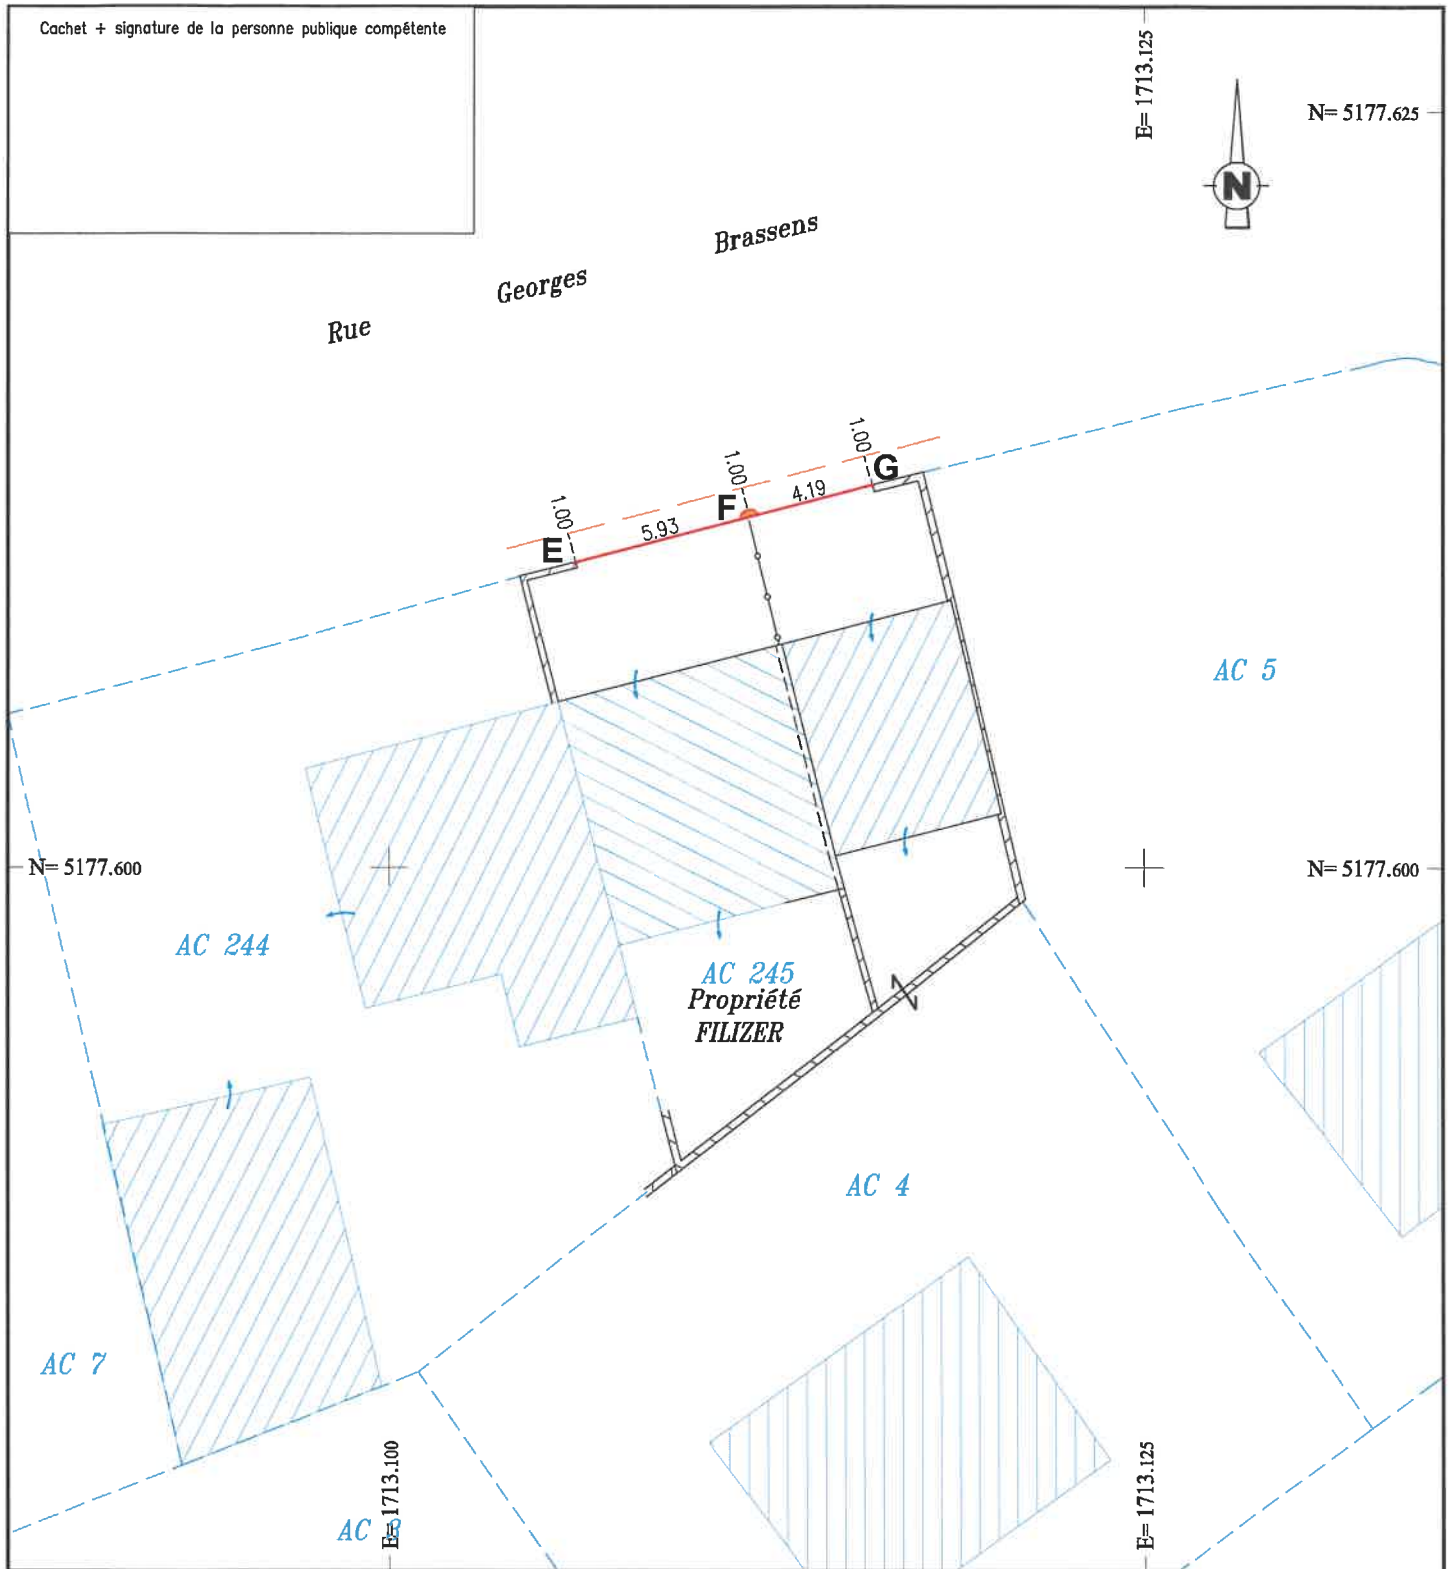 Cachet + signature de la personne publique compétente
E= 1713.125
N= 5177.625
N
Rue Georges Brassens
1.00
1.00
1.00
E
5.93
F
4.19
G
AC 5
N= 5177.600
N= 5177.600
AC 244
AC 245
Propriété
FILIZER
AC 4
AC 7
E= 1713.100
E= 1713.125
AC